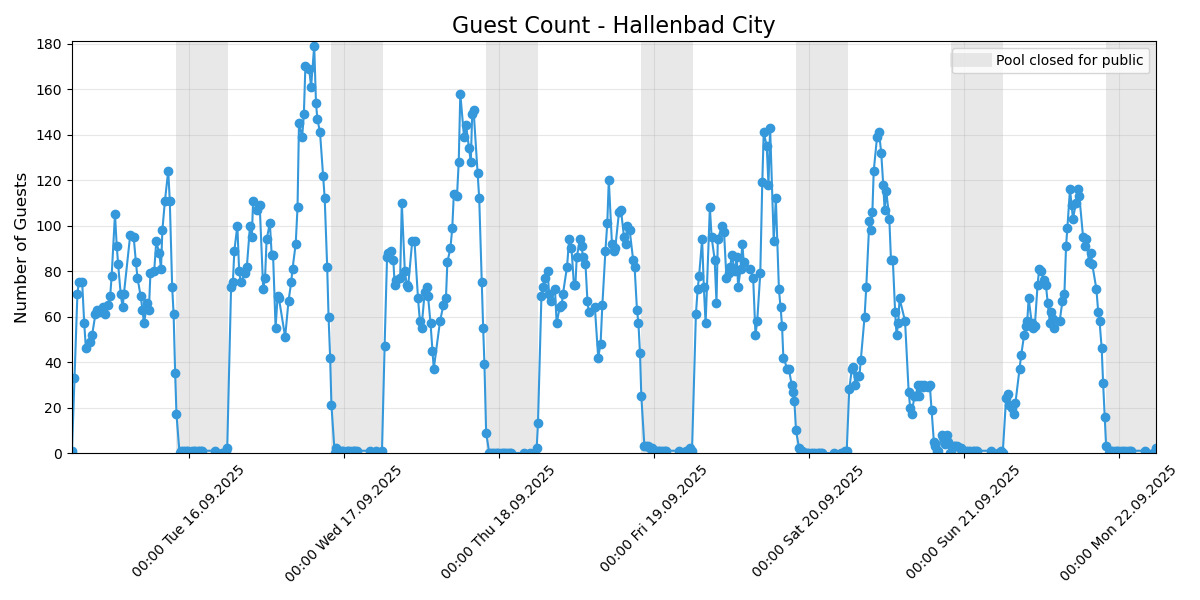 Guest Count - Hallenbad City
Pool closed for public
Number of Guests
180
160
140
120
100
80
60
40
20
0
00:00 Tue 16.09.2025
00:00 Wed 17.09.2025
00:00 Thu 18.09.2025
00:00 Fri 19.09.2025
00:00 Sat 20.09.2025
00:00 Sun 21.09.2025
00:00 Mon 22.09.2025